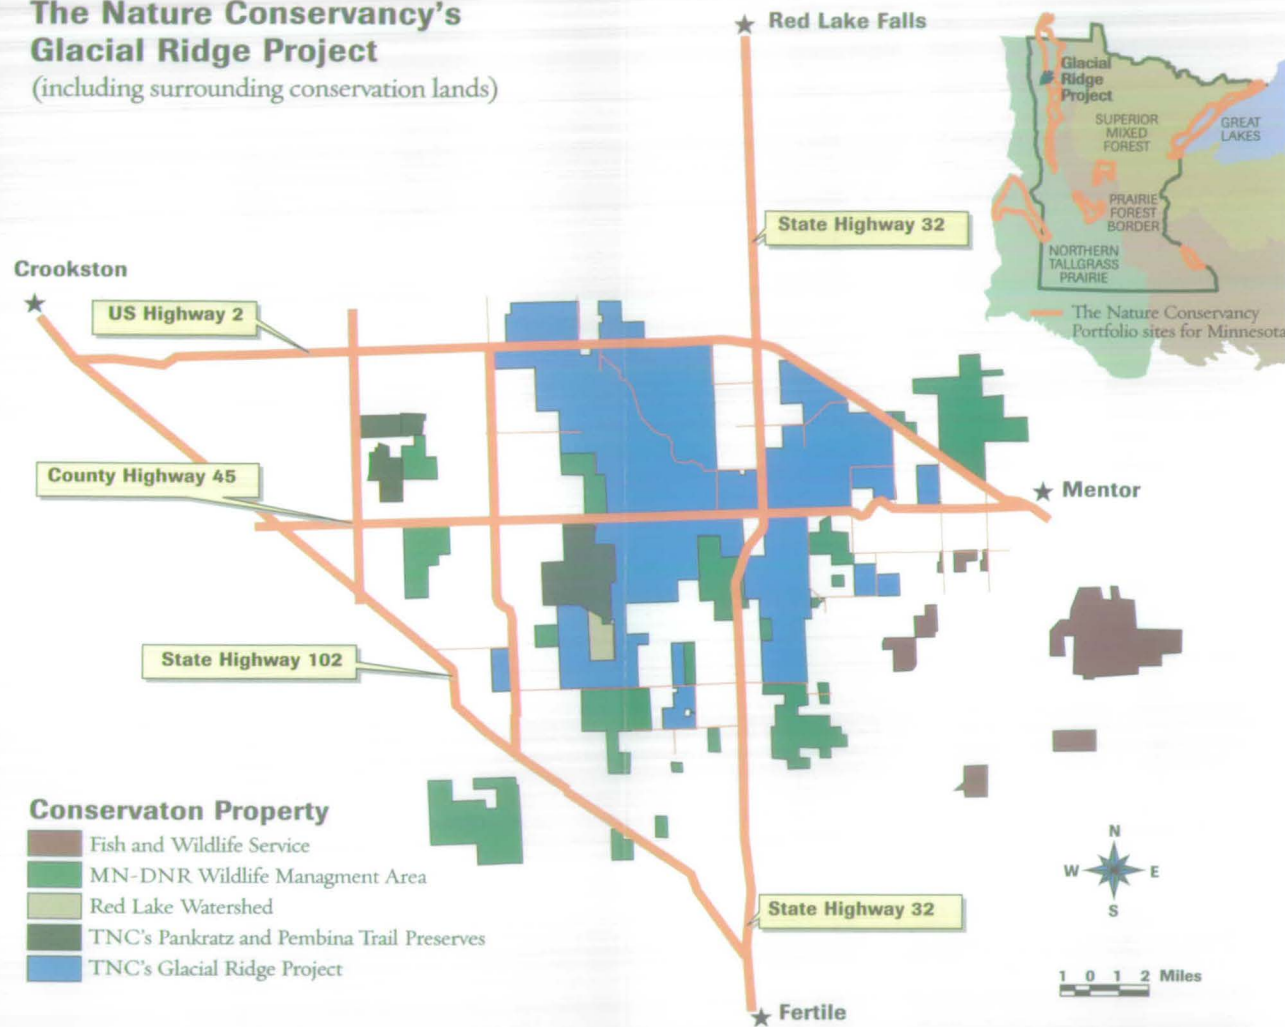 The Nature Conservancy's
Glacial Ridge Project
(including surrounding conservation lands)
Red Lake Falls
Glacial
Ridge
Project
SUPERIOR
MIXED
FOREST
GREAT
LAKES
PRAIRIE
FOREST
BORDER
NORTHERN
TALLGRASS
PRAIRIE
The Nature Conservancy
Portfolio sites for Minnesota
State Highway 32
Crookston
US Highway 2
County Highway 45
Mentor
State Highway 102
Conservaton Property
Fish and Wildlife Service
MN-DNR Wildlife Managment Area
Red Lake Watershed
TNC's Pankratz and Pembina Trail Preserves
TNC's Glacial Ridge Project
State Highway 32
N
W E
S
1 0 1 2 Miles
Fertile